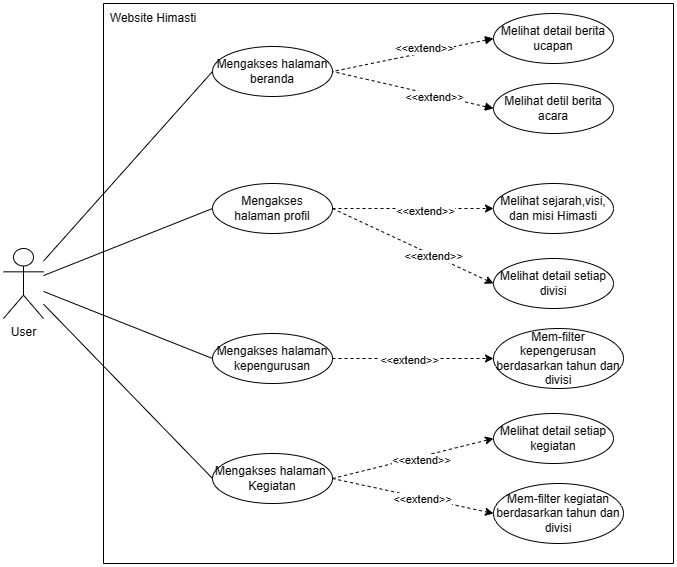 Website Himasti
Melihat detail berita
ucapan
<<extend>>
Mengakses halaman
beranda
<<extend>>
Melihat detil berita
acara
Mengakses
halaman profil
<<extend>>
Melihat sejarah,visi,
dan misi Himasti
<<extend>>
Melihat detail setiap
divisi
User
Mengakses halaman
kepengurusan
<<extend>>
Mem-filter
kepengerusan
berdasarkan tahun dan
divisi
Melihat detail setiap
kegiatan
<<extend>>
Mengakses halaman
Kegiatan
<<extend>>
Mem-filter kegiatan
berdasarkan tahun dan
divisi